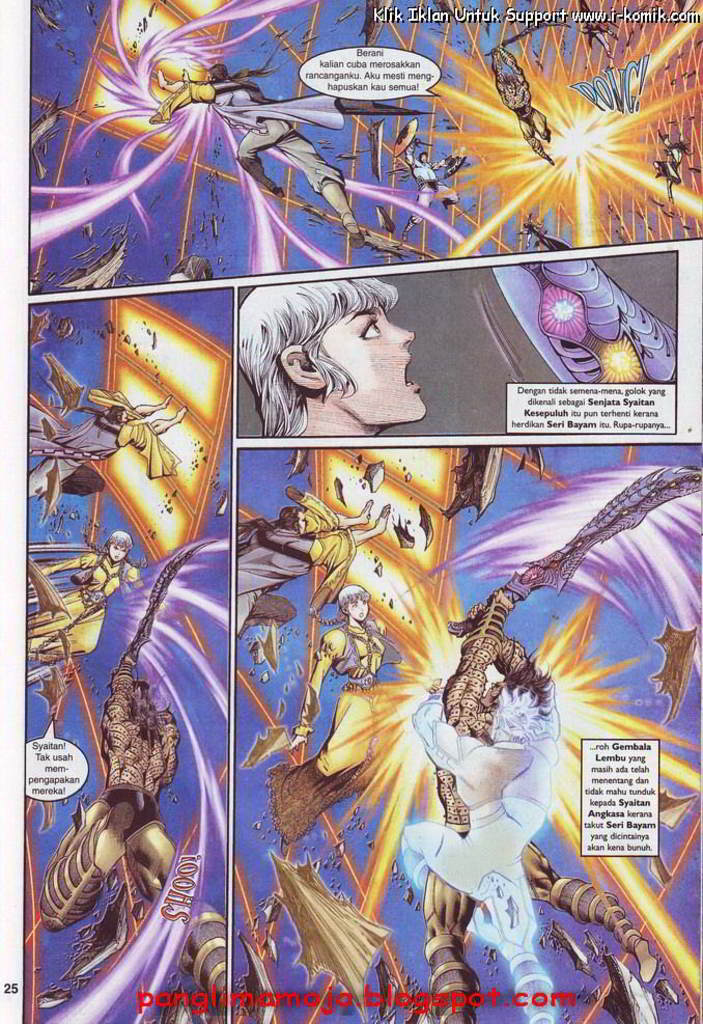 Klik Iklan Untuk Support www.i-komik.com
Berani
kalian cuba merosakkan
rancanganku. Aku mesti meng-
hapuskan kau semua!
POUC!
Dengan tidak semena-mena, golok yang
dikenali sebagai Senjata Syaitan
Kesepuluh itu pun terhenti kerana
herdikan Seri Bayam itu. Rupa-rupanya...
Syaitan!
Tak usah
mem-
pengapakan
mereka!
SHOOI
...roh Gembala
Lembu yang
masih ada telah
menentang dan
tidak mahu tunduk
kepada Syaitan
Angkasa kerana
takut Seri Bayam
yang dicintainya
akan kena bunuh.
25
panglimamojo.blogspot.com